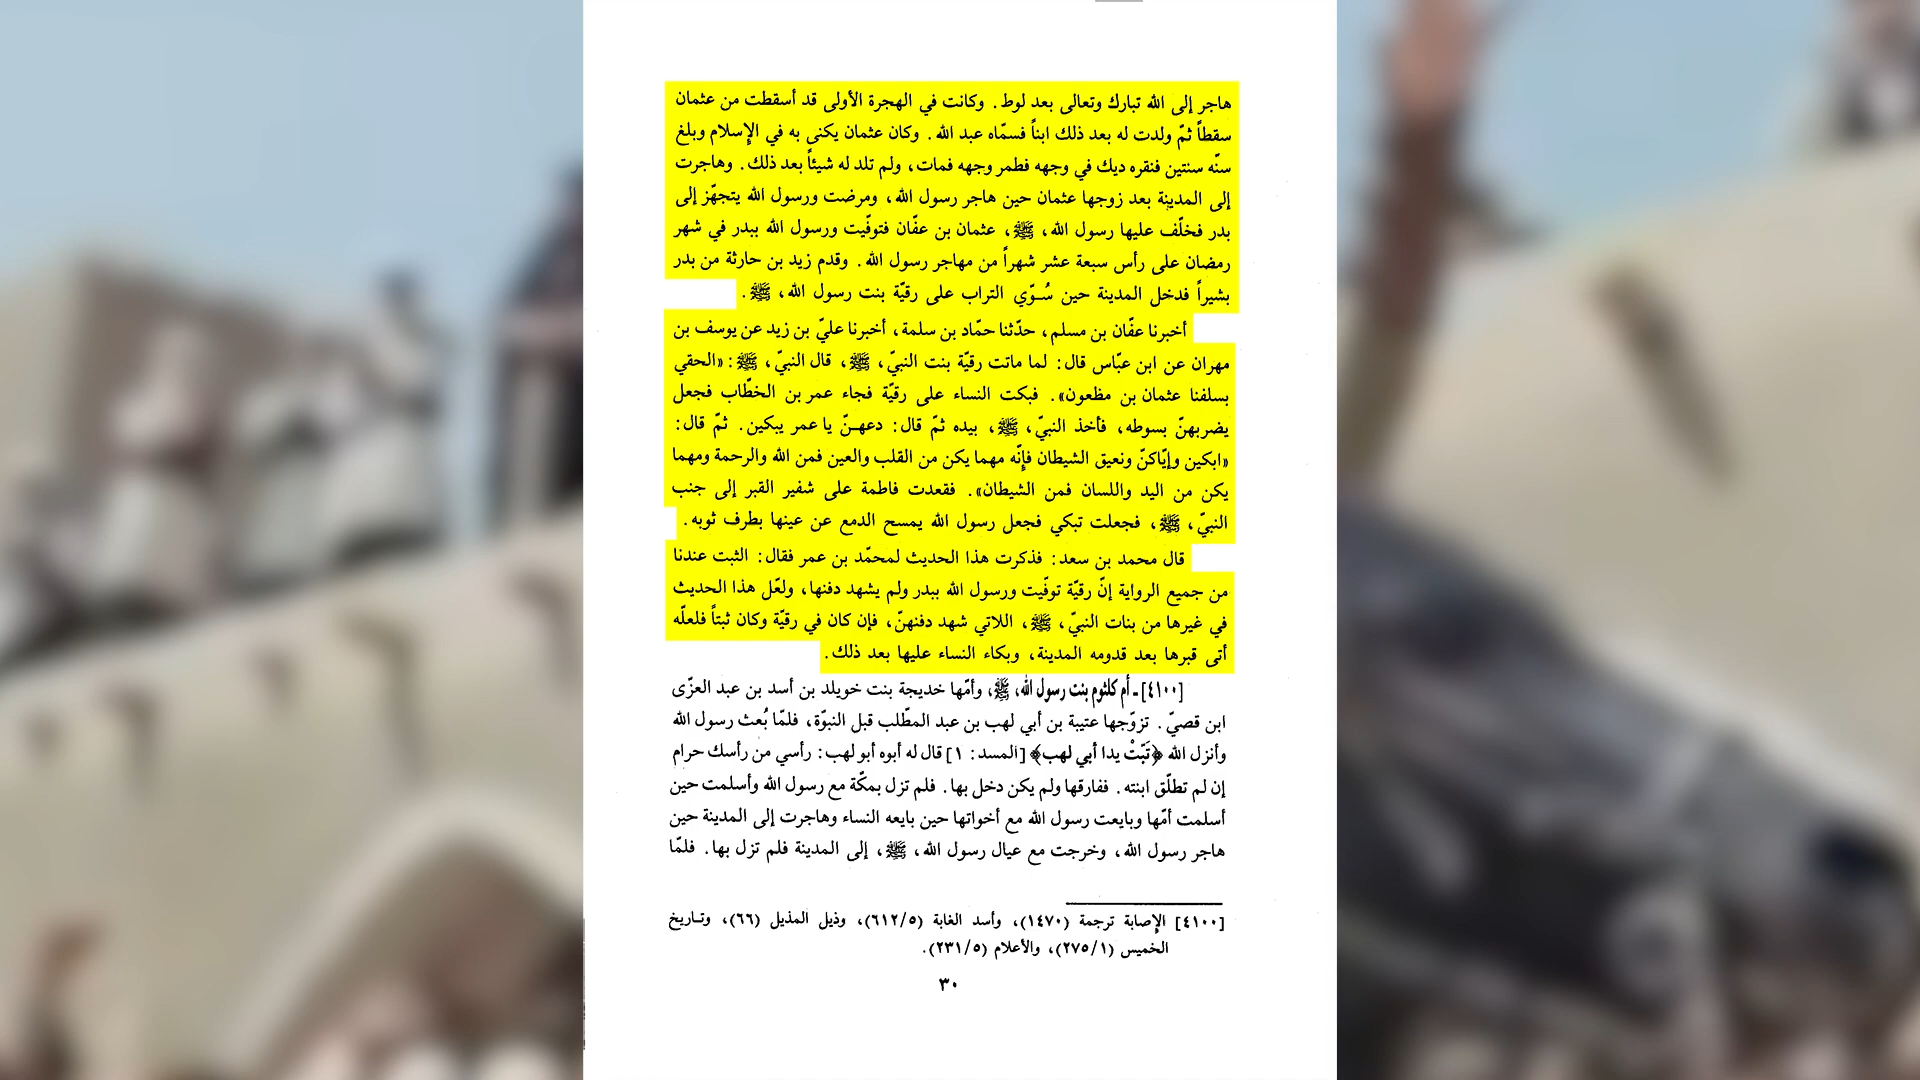 هاجر إلى الله تبارك وتعالى بعد لوط. وكانت في الهجرة الأولى قد أسقطت من عثمان
سقطاً ثمّ ولدت له بعد ذلك ابناً فسمّاه عبد الله. وكان عثمان يكنى به في الإسلام وبلغ
سنّه سنتين فنقره ديك في وجهه فطمر وجهه فمات، ولم تلد له شيئاً بعد ذلك. وهاجرت
إلى المدينة بعد زوجها عثمان حين هاجر رسول الله، ومرضت ورسول الله يتجهّز إلى
بدر فخلّف عليها رسول الله، ﷺ، عثمان بن عفّان فتوفّيت ورسول الله ببدر في شهر
رمضان على رأس سبعة عشر شهراً من مهاجر رسول الله. وقدم زيد بن حارثة من بدر
بشيراً فدخل المدينة حين سُوّي التراب على رقيّة بنت رسول الله، ﷺ.
أخبرنا عفّان بن مسلم، حدّثنا حمّاد بن سلمة، أخبرنا عليّ بن زيد عن يوسف بن
مهران عن ابن عبّاس قال: لما ماتت رقيّة بنت النبيّ، ﷺ، قال النبيّ، ﷺ: «الحقي
بسلفنا عثمان بن مظعون». فبكت النساء على رقيّة فجاء عمر بن الخطّاب فجعل
يضربهنّ بسوطه، فأخذ النبيّ، ﷺ، بيده ثمّ قال: دعهنّ يا عمر يبكين. ثمّ قال:
«ابكين وإيّاكنّ ونعيق الشيطان فإنّه مهما يكن من القلب والعين فمن الله والرحمة ومهما
يكن من اليد واللسان فمن الشيطان». فقعدت فاطمة على شفير القبر إلى جنب
النبيّ، ﷺ، فجعلت تبكي فجعل رسول الله يمسح الدمع عن عينها بطرف ثوبه.
قال محمد بن سعد: فذكرت هذا الحديث لمحمّد بن عمر فقال: الثبت عندنا
من جميع الرواية إنّ رقيّة توفّيت ورسول الله ببدر ولم يشهد دفنها، ولعّل هذا الحديث
في غيرها من بنات النبيّ، ﷺ، اللاتي شهد دفنهنّ، فإن كان في رقيّة وكان ثبتاً فلعلّه
أتى قبرها بعد قدومه المدينة، وبكاء النساء عليها بعد ذلك.
[٤١٠٠] ـ أم كلثوم بنت رسول الله، ﷺ، وأمّها خديجة بنت خويلد بن أسد بن عبد العزّى
ابن قصيّ. تزوّجها عتيبة بن أبي لهب بن عبد المطّلب قبل النبوّة، فلمّا بُعث رسول الله
وأنزل الله ﴿تَبّتْ يدا أبي لهب﴾ [المسد: ١] قال له أبوه أبو لهب: رأسي من رأسك حرام
إن لم تطلّق ابنته. ففارقها ولم يكن دخل بها. فلم تزل بمكّة مع رسول الله وأسلمت حين
أسلمت أمّها وبايعت رسول الله مع أخواتها حين بايعه النساء وهاجرت إلى المدينة حين
هاجر رسول الله، وخرجت مع عيال رسول الله، ﷺ، إلى المدينة فلم تزل بها. فلمّا
[٤١٠٠] الإصابة ترجمة (١٤٧٠)، وأسد الغابة (٦١٢/٥)، وذيل المذيل (٦٦)، وتاريخ
الخميس (٢٧٥/١)، والأعلام (٢٣١/٥).
٣٠